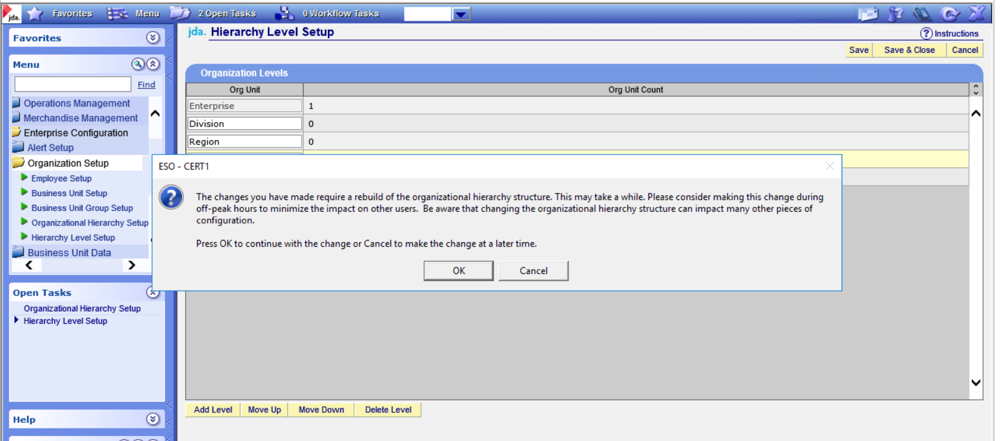 jda. Favorites Menu 2 Open Tasks 0 Workflow Tasks
Favorites
Menu
Find
Operations Management
Merchandise Management
Enterprise Configuration
Alert Setup
Organization Setup
Employee Setup
Business Unit Setup
Business Unit Group Setup
Organizational Hierarchy Setup
Hierarchy Level Setup
Business Unit Data
Open Tasks
Organizational Hierarchy Setup
Hierarchy Level Setup
Help
jda. Hierarchy Level Setup
Instructions
Save Save & Close Cancel
Organization Levels
Org Unit Org Unit Count
Enterprise 1
Division 0
Region 0
ESO - CERT1
The changes you have made require a rebuild of the organizational hierarchy structure. This may take a while. Please consider making this change during
off-peak hours to minimize the impact on other users. Be aware that changing the organizational hierarchy structure can impact many other pieces of
configuration.
Press OK to continue with the change or Cancel to make the change at a later time.
OK Cancel
Add Level Move Up Move Down Delete Level